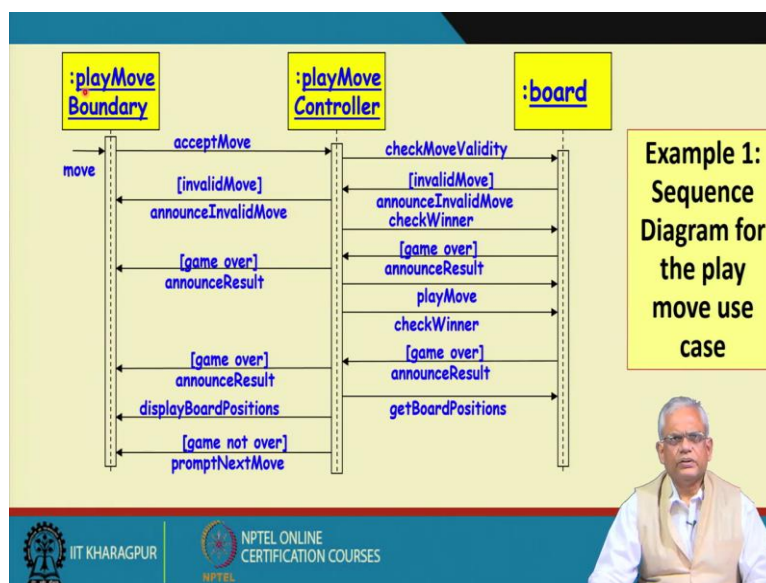 :playMove
Boundary
:playMove
Controller
:board
move
acceptMove
checkMoveValidity
[invalidMove]
announceInvalidMove
[invalidMove]
announceInvalidMove
checkWinner
[game over]
announceResult
[game over]
announceResult
playMove
checkWinner
[game over]
announceResult
[game over]
announceResult
displayBoardPositions
getBoardPositions
[game not over]
promptNextMove
Example 1:
Sequence
Diagram for
the play
move use
case
IIT KHARAGPUR
NPTEL
NPTEL ONLINE
CERTIFICATION COURSES